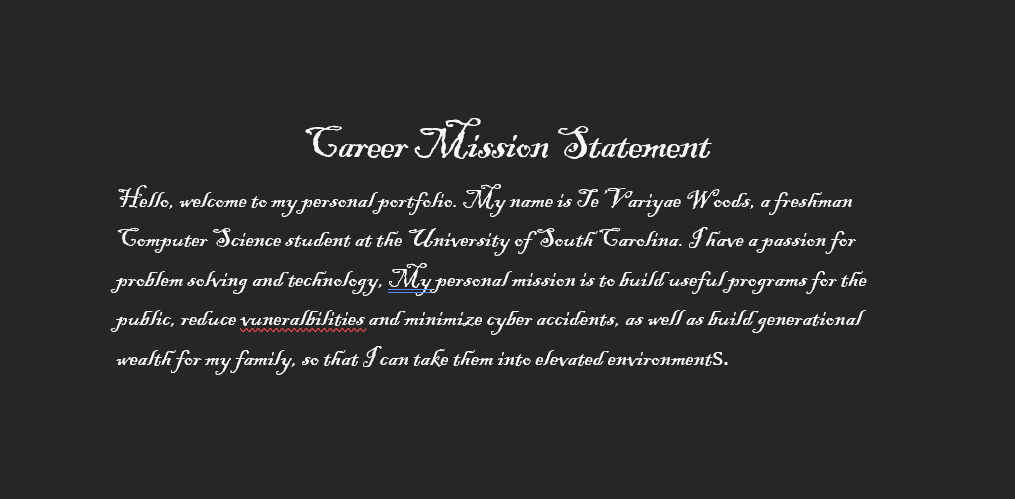 Career Mission Statement
Hello, welcome to my personal portfolio. My name is Te'Variyae Woods, a freshman
Computer Science student at the University of South Carolina. I have a passion for
problem solving and technology, My personal mission is to build useful programs for the
public, reduce vuneralbilities and minimize cyber accidents, as well as build generational
wealth for my family, so that I can take them into elevated environments.